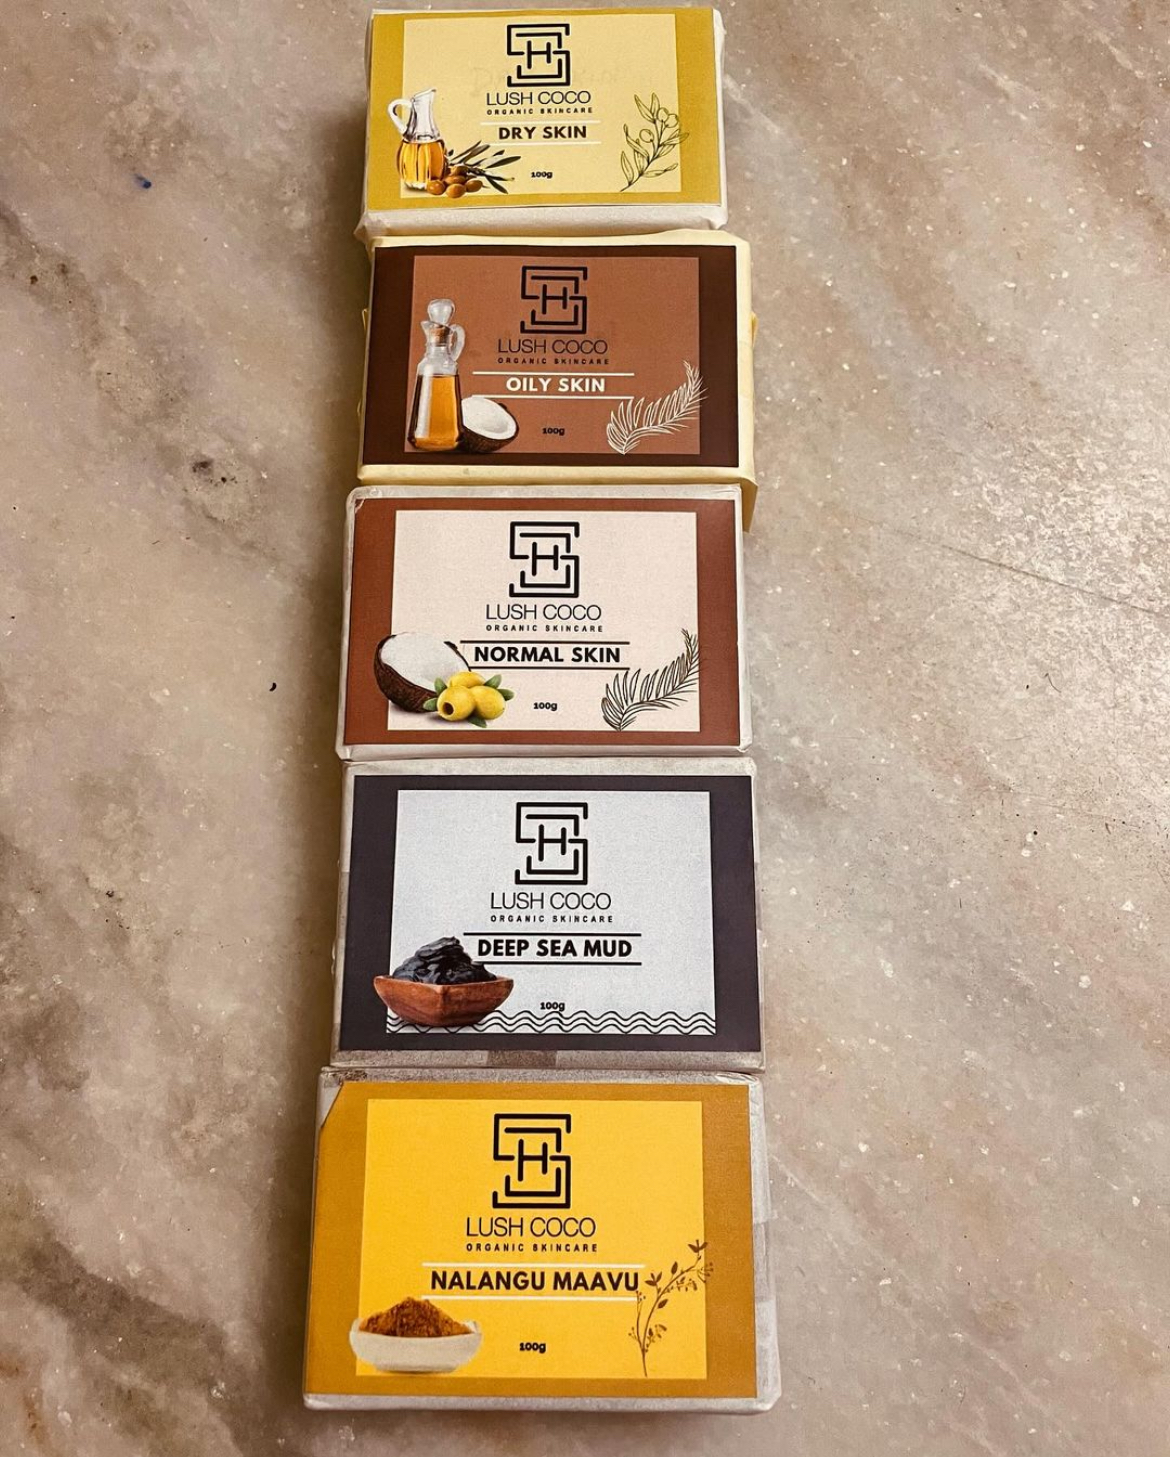 LUSH COCO
ORGANIC SKINCARE
DRY SKIN
100g
LUSH COCO
ORGANIC SKINCARE
OILY SKIN
100g
LUSH COCO
ORGANIC SKINCARE
NORMAL SKIN
100g
LUSH COCO
ORGANIC SKINCARE
DEEP SEA MUD
100g
LUSH COCO
ORGANIC SKINCARE
NALANGU MAAVU
100g